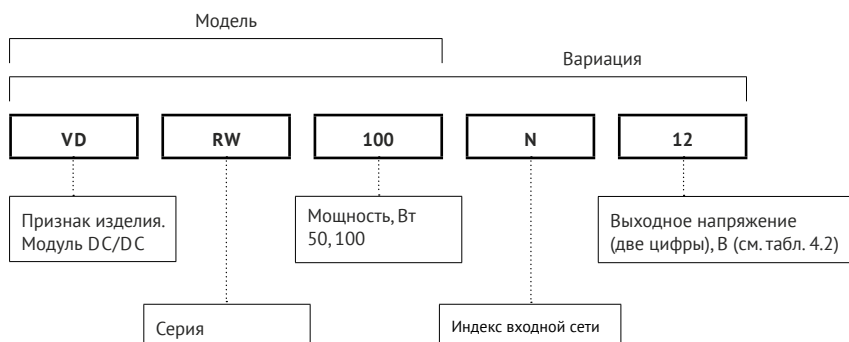 Модель
Вариация
VD
RW
100
N
12
Признак изделия.
Модуль DC/DC
Мощность, Вт
50, 100
Выходное напряжение
(две цифры), В (см. табл. 4.2)
Серия
Индекс входной сети